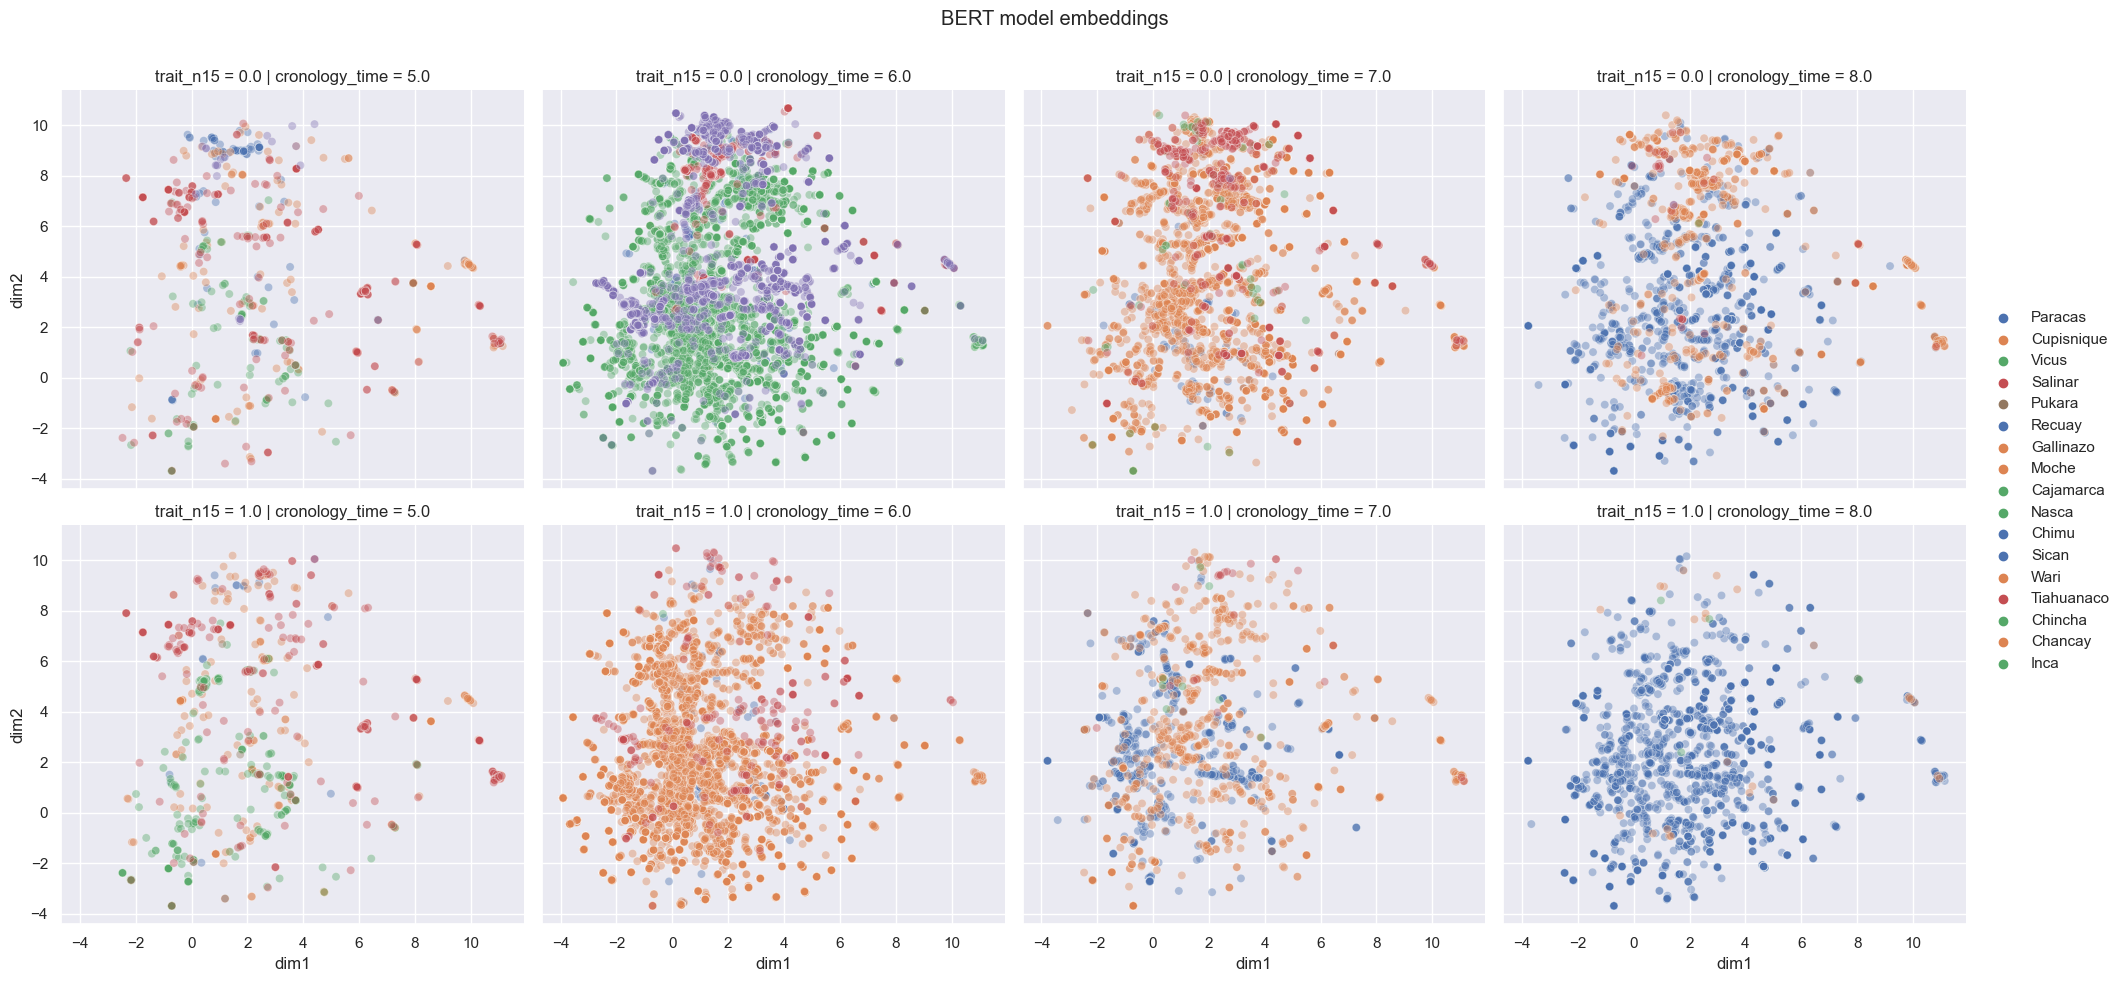 BERT model embeddings
trait_n15 = 0.0 | cronology_time = 5.0
trait_n15 = 0.0 | cronology_time = 6.0
trait_n15 = 0.0 | cronology_time = 7.0
trait_n15 = 0.0 | cronology_time = 8.0
10
8
6
4
2
0
−2
−4
dim2
trait_n15 = 1.0 | cronology_time = 5.0
trait_n15 = 1.0 | cronology_time = 6.0
trait_n15 = 1.0 | cronology_time = 7.0
trait_n15 = 1.0 | cronology_time = 8.0
10
8
6
4
2
0
−2
−4
dim2
−4 −2 0 2 4 6 8 10
−4 −2 0 2 4 6 8 10
−4 −2 0 2 4 6 8 10
−4 −2 0 2 4 6 8 10
dim1
dim1
dim1
dim1
Paracas
Cupisnique
Vicus
Salinar
Pukara
Recuay
Gallinazo
Moche
Cajamarca
Nasca
Chimu
Sican
Wari
Tiahuanaco
Chincha
Chancay
Inca